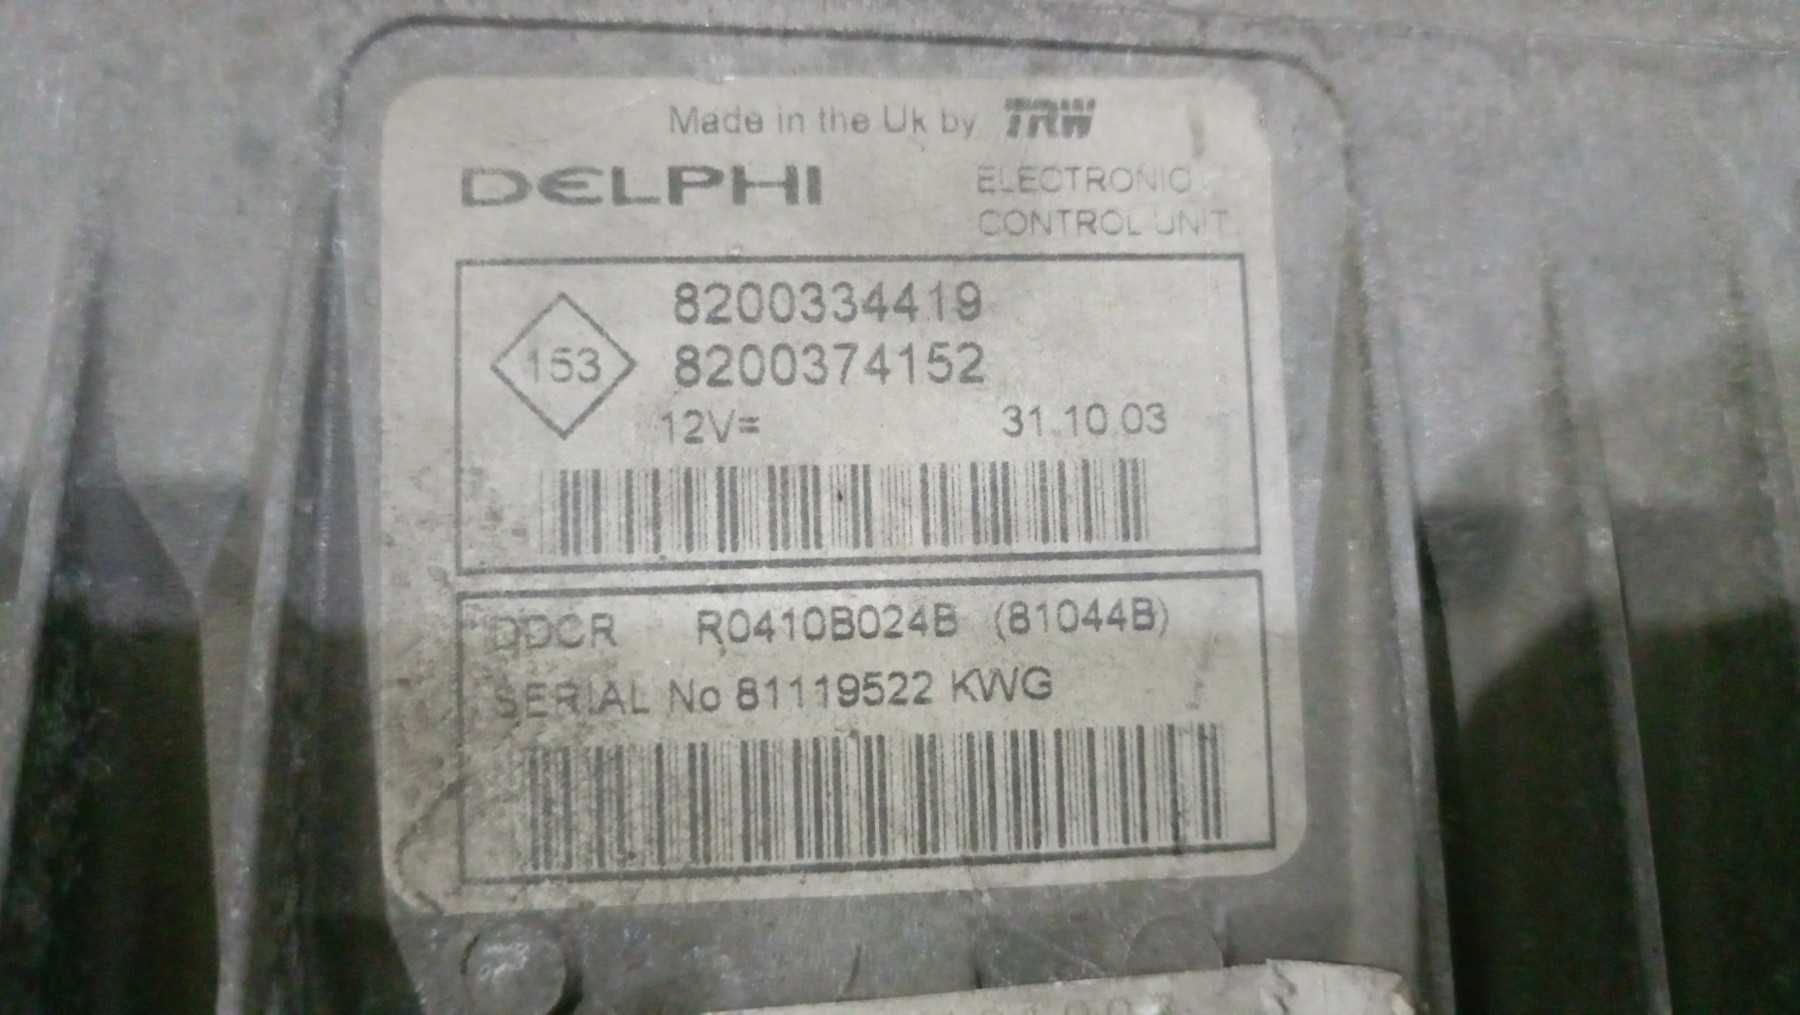 Made in the Uk by TRW
DELPHI
ELECTRONIC
CONTROL UNIT
153
8200334419
8200374152
12V=
31.10.03
DDCR R0410B024B (81044B)
SERIAL No 81119522 KWG